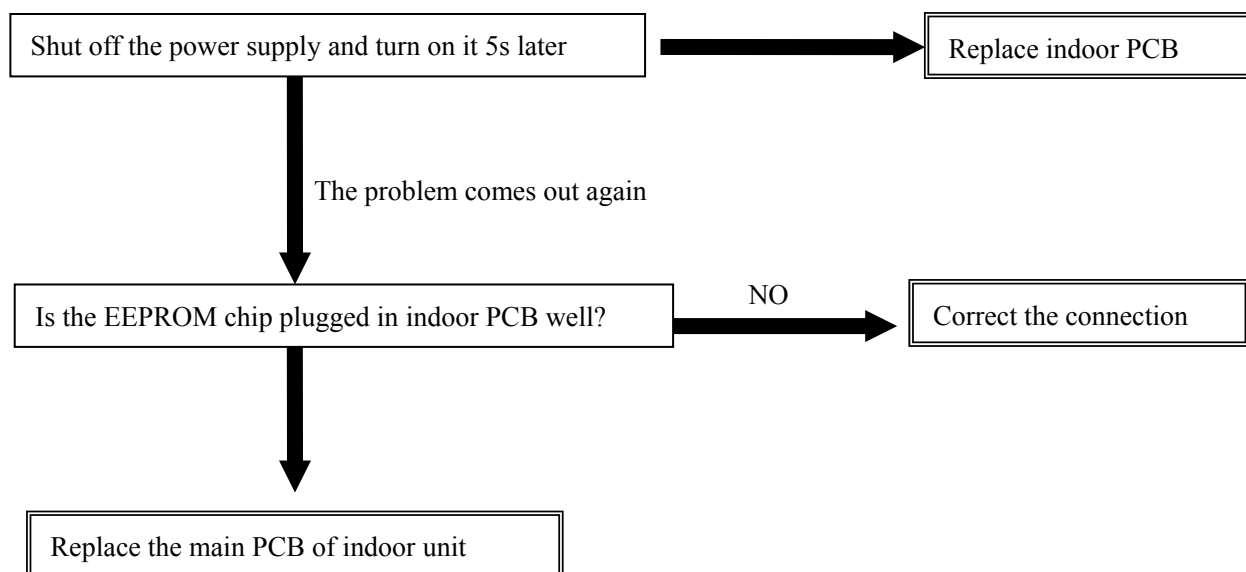 Shut off the power supply and turn on it 5s later
Replace indoor PCB
The problem comes out again
Is the EEPROM chip plugged in indoor PCB well?
NO
Correct the connection
Replace the main PCB of indoor unit